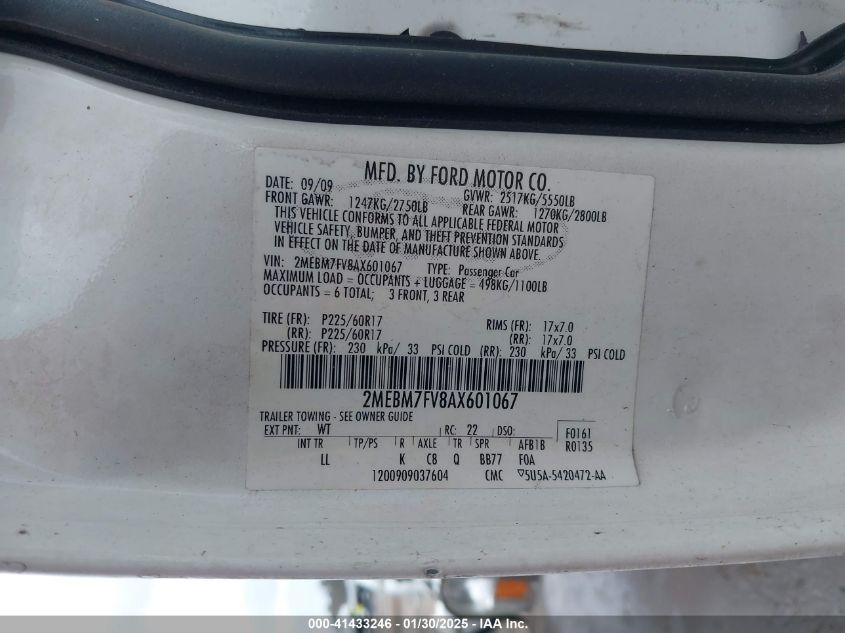 MFD. BY FORD MOTOR CO.
DATE: 09/09 GVWR: 2517KG/5550LB
FRONT GAWR: 1247KG/2750LB REAR GAWR: 1270KG/2800LB
THIS VEHICLE CONFORMS TO ALL APPLICABLE FEDERAL MOTOR
VEHICLE SAFETY, BUMPER, AND THEFT PREVENTION STANDARDS
IN EFFECT ON THE DATE OF MANUFACTURE SHOWN ABOVE.
VIN: 2MEBM7FV8AX601067 TYPE: Passenger Car
MAXIMUM LOAD = OCCUPANTS + LUGGAGE = 498KG/1100LB
OCCUPANTS = 6 TOTAL; 3 FRONT, 3 REAR
TIRE (FR): P225/60R17 RIMS (FR): 17x7.0
(RR): P225/60R17 (RR): 17x7.0
PRESSURE (FR): 230 kPa/ 33 PSI COLD (RR): 230 kPa/ 33 PSI COLD
2MEBM7FV8AX601067
TRAILER TOWING - SEE OWNER GUIDE
EXT PNT: WT RC: 22 DSO: F0161
INT TR TP/PS R AXLE TR SPR AFB1B R0135
LL K CB Q BB77 FOA
1200909037604 CMC 5U5A-5420472-AA
00-41433246 - 01/30/2025 - IAA Inc.